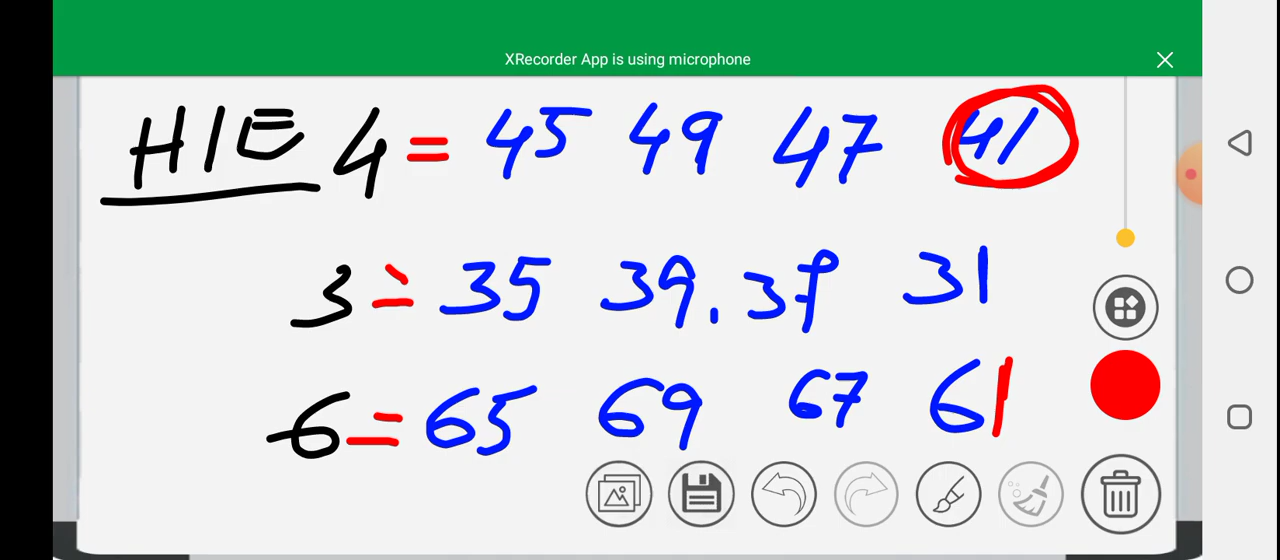 XRecorder App is using microphone
H/E 4 = 45 49 47 41
3 = 35 39. 37 31
6 = 65 69 67 61